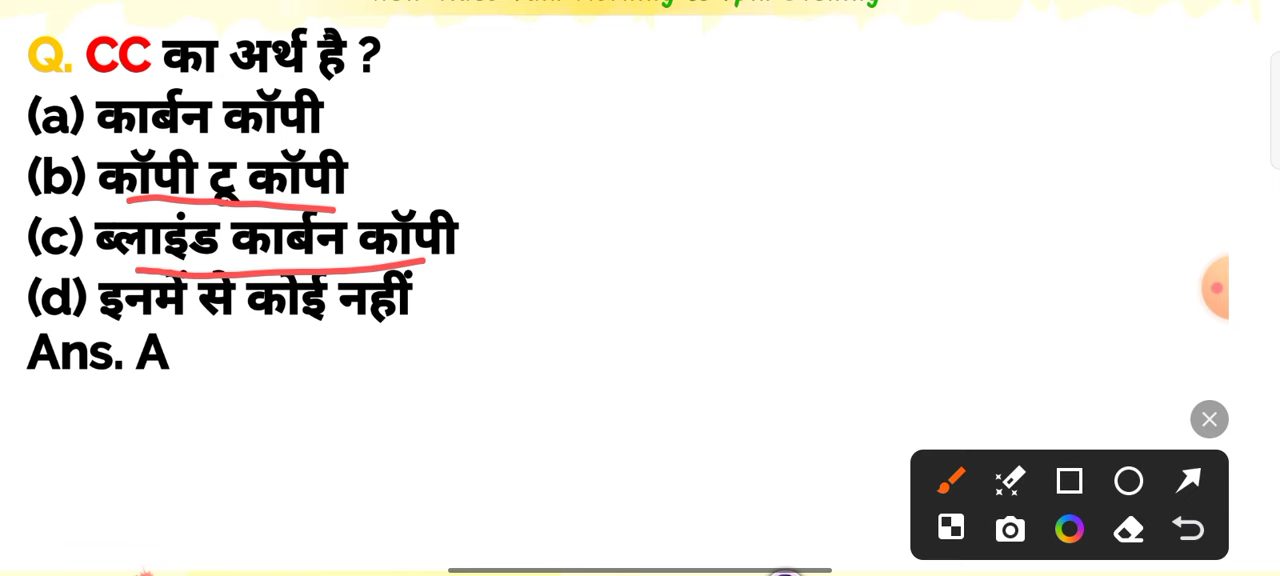 Q. CC का अर्थ है ?
(a) कार्बन कॉपी
(b) कॉपी टू कॉपी
(c) ब्लाइंड कार्बन कॉपी
(d) इनमें से कोई नहीं
Ans. A